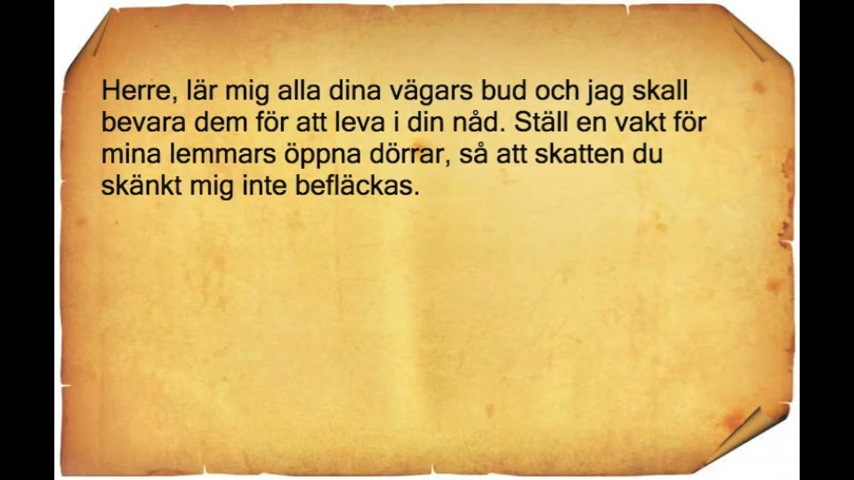 Herre, lär mig alla dina vägars bud och jag skall
bevara dem för att leva i din nåd. Ställ en vakt för
mina lemmars öppna dörrar, så att skatten du
skänkt mig inte befläckas.